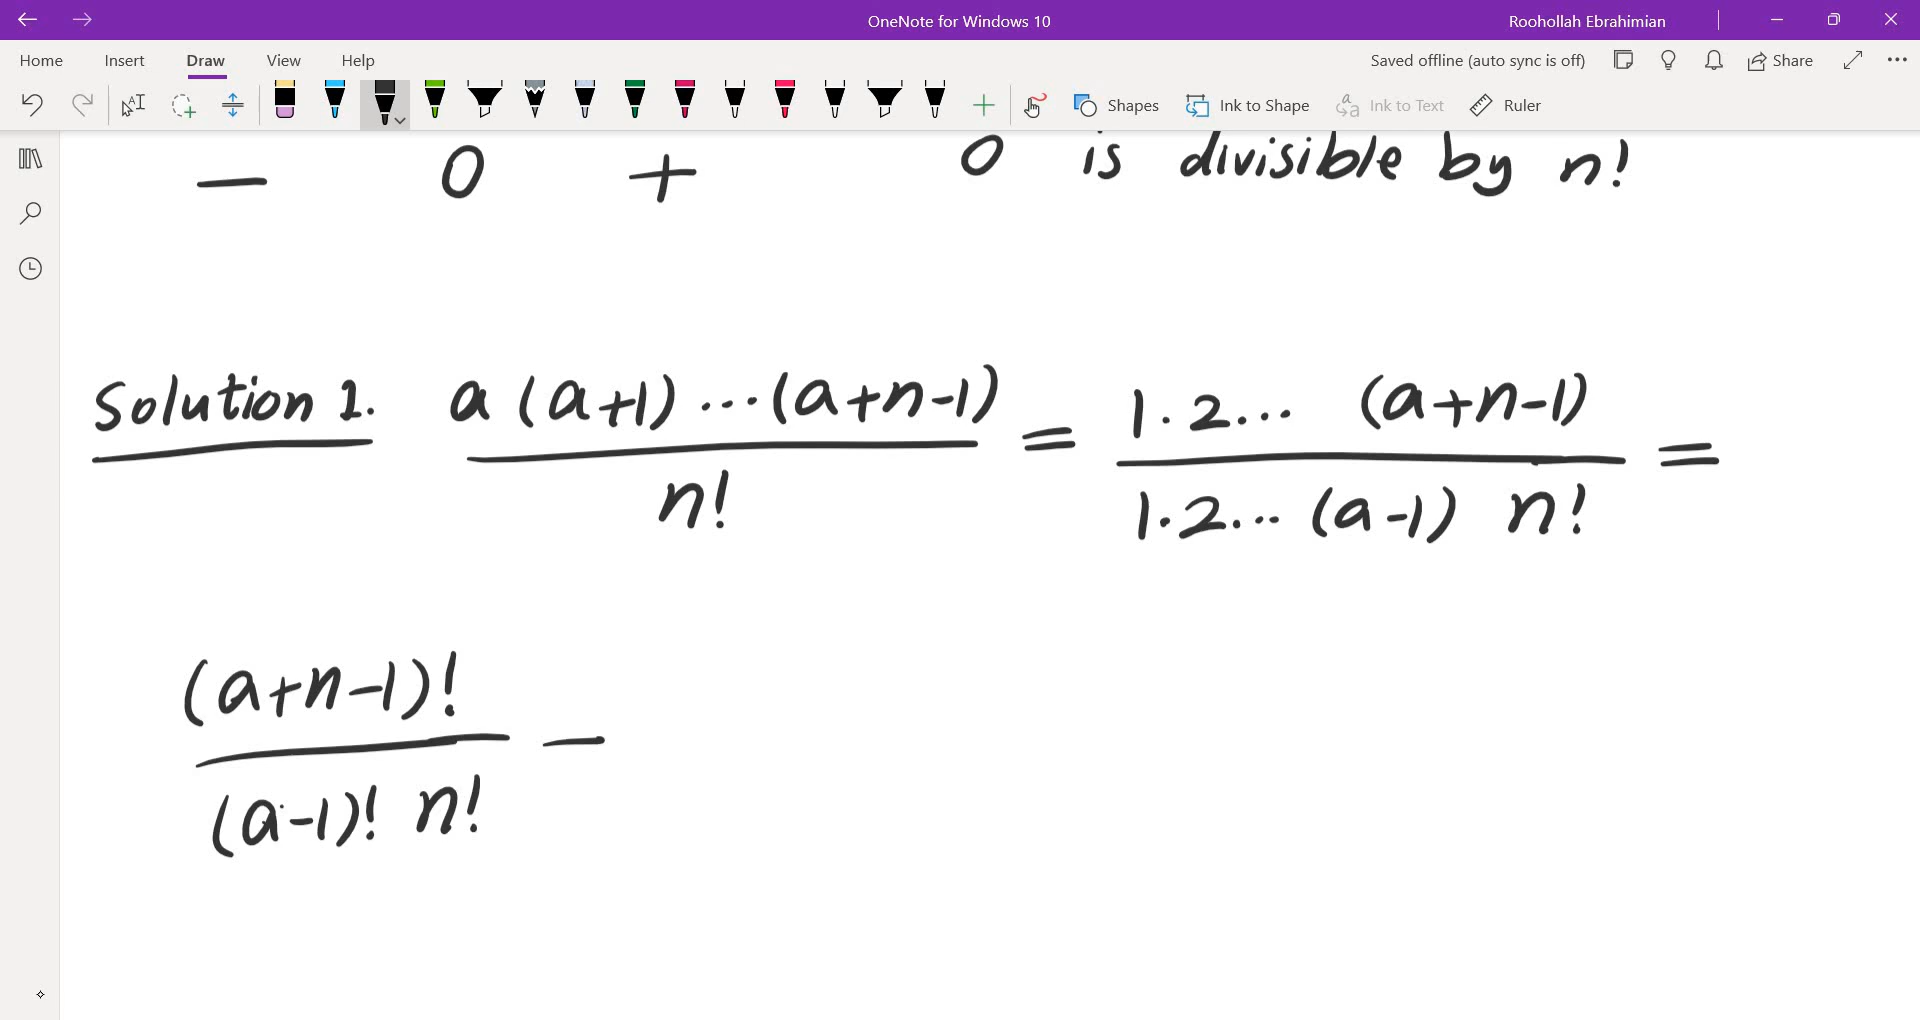 OneNote for Windows 10
Roohollah Ebrahimian
Home Insert Draw View Help
Saved offline (auto sync is off) Share
Shapes Ink to Shape Ink to Text Ruler
— 0 + 0 is divisible by n!
Solution 1. a(a+1)...(a+n-1) / n! = 1·2... (a+n-1) / 1·2...(a-1) n! =
(a+n-1)! / (a-1)! n! —